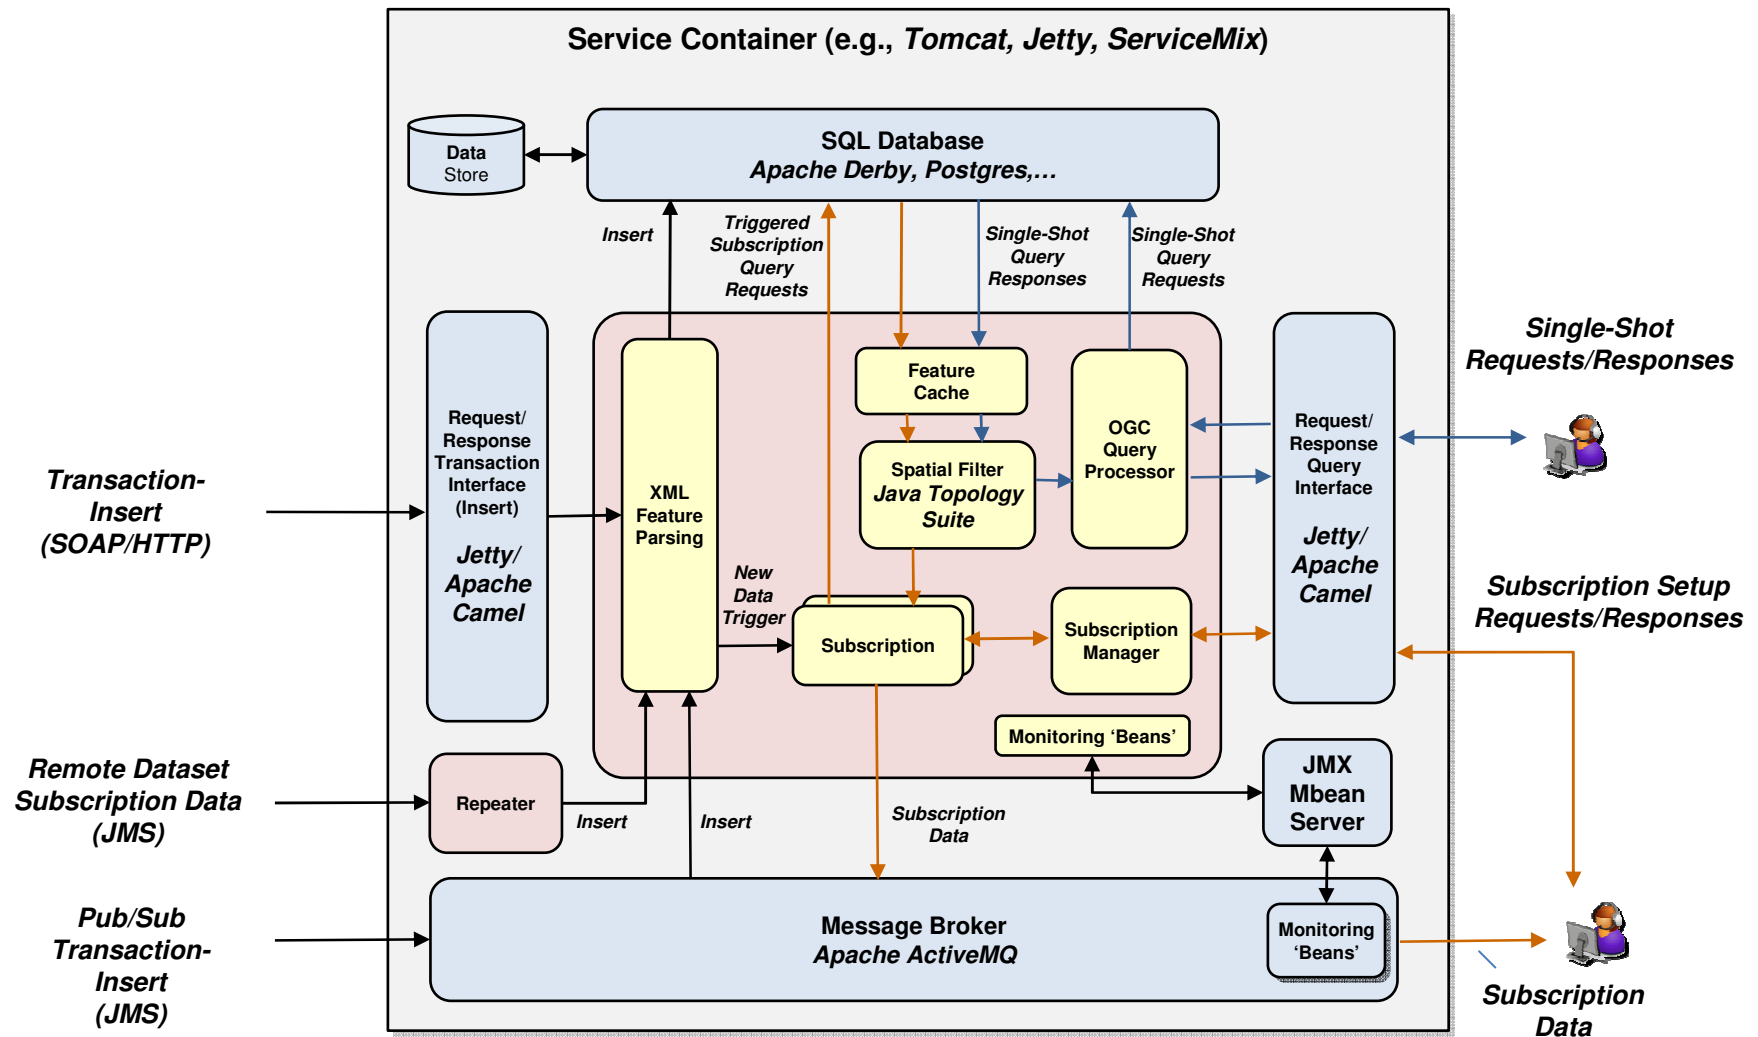 Service Container (e.g., Tomcat, Jetty, ServiceMix)
Data
Store
SQL Database
Apache Derby, Postgres,…
Insert
Triggered
Subscription
Query
Requests
Single-Shot
Query
Responses
Single-Shot
Query
Requests
Request/
Response
Transaction
Interface
(Insert)
Jetty/
Apache
Camel
XML
Feature
Parsing
Feature
Cache
Spatial Filter
Java Topology
Suite
OGC
Query
Processor
Request/
Response
Query
Interface
Jetty/
Apache
Camel
Single-Shot
Requests/Responses
Transaction-
Insert
(SOAP/HTTP)
New
Data
Trigger
Subscription
Subscription
Manager
Subscription Setup
Requests/Responses
Monitoring ‘Beans’
Remote Dataset
Subscription Data
(JMS)
Repeater
Insert
Insert
Subscription
Data
JMX
Mbean
Server
Pub/Sub
Transaction-
Insert
(JMS)
Message Broker
Apache ActiveMQ
Monitoring
‘Beans’
Subscription
Data